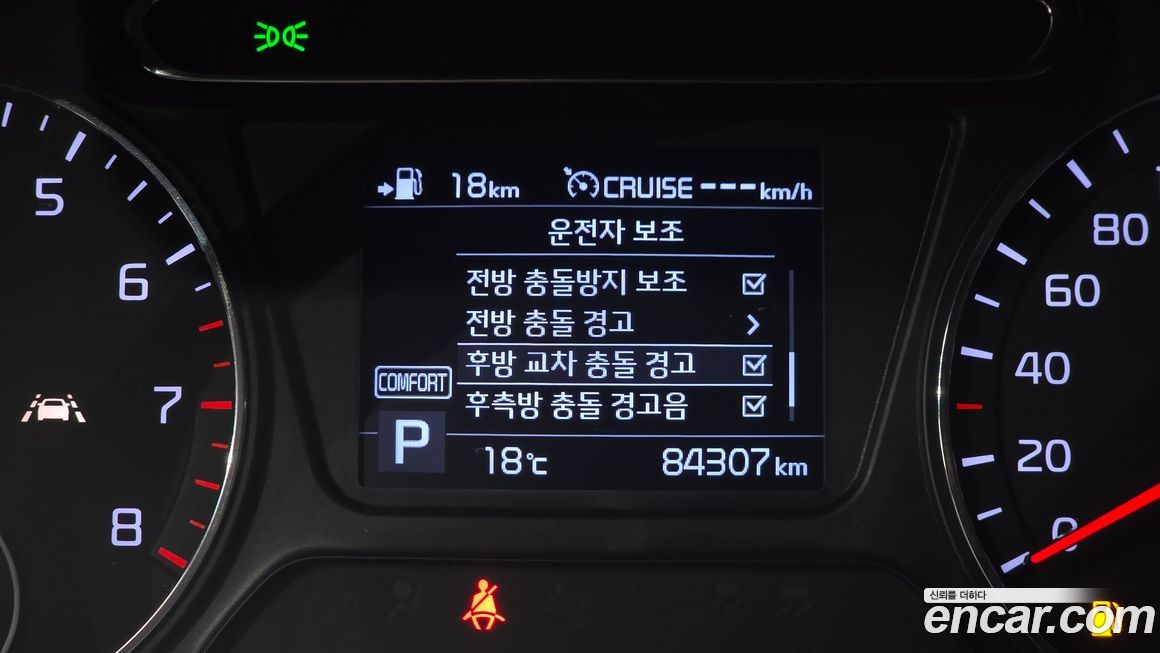 18km CRUISE ---km/h
운전자 보조
전방 충돌방지 보조
전방 충돌 경고
후방 교차 충돌 경고
후측방 충돌 경고음
COMFORT
P
18℃ 84307km
5
6
7
8
80
60
40
20
0
신뢰를 더하다
encar.com